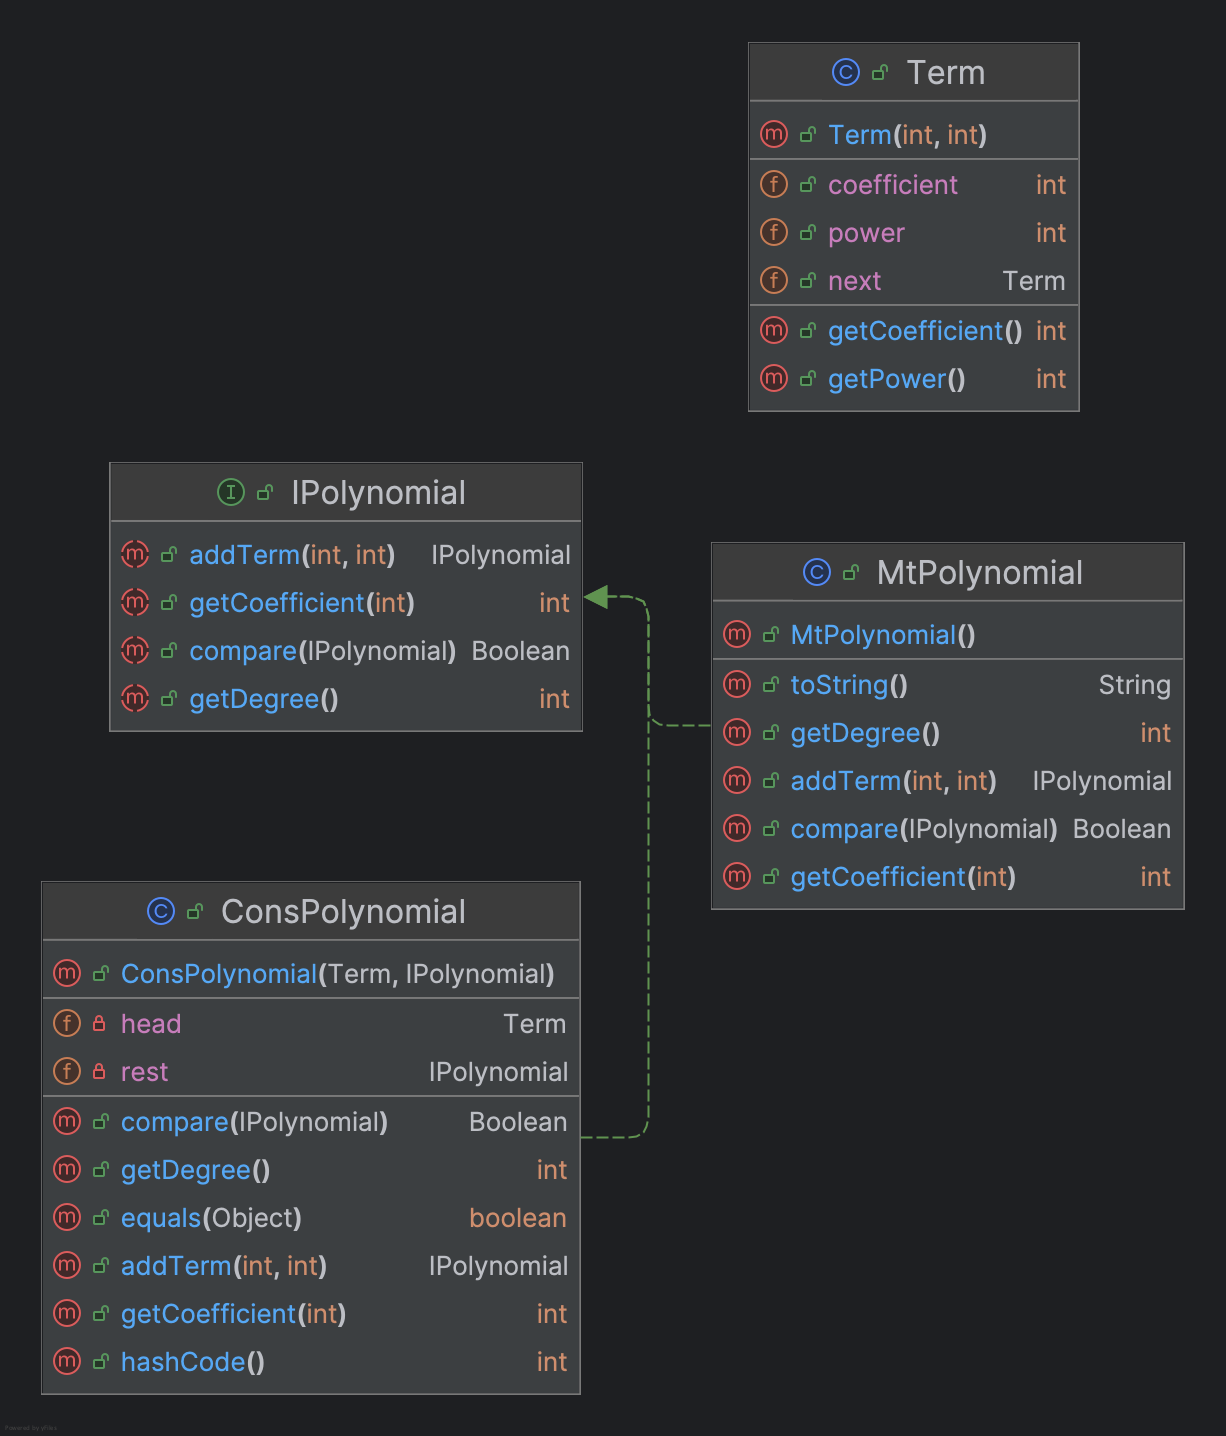 Term
Term(int, int)
coefficient int
power int
next Term
getCoefficient() int
getPower() int
IPolynomial
addTerm(int, int) IPolynomial
getCoefficient(int) int
compare(IPolynomial) Boolean
getDegree() int
MtPolynomial
MtPolynomial()
toString() String
getDegree() int
addTerm(int, int) IPolynomial
compare(IPolynomial) Boolean
getCoefficient(int) int
ConsPolynomial
ConsPolynomial(Term, IPolynomial)
head Term
rest IPolynomial
compare(IPolynomial) Boolean
getDegree() int
equals(Object) boolean
addTerm(int, int) IPolynomial
getCoefficient(int) int
hashCode() int
Powered by yFiles